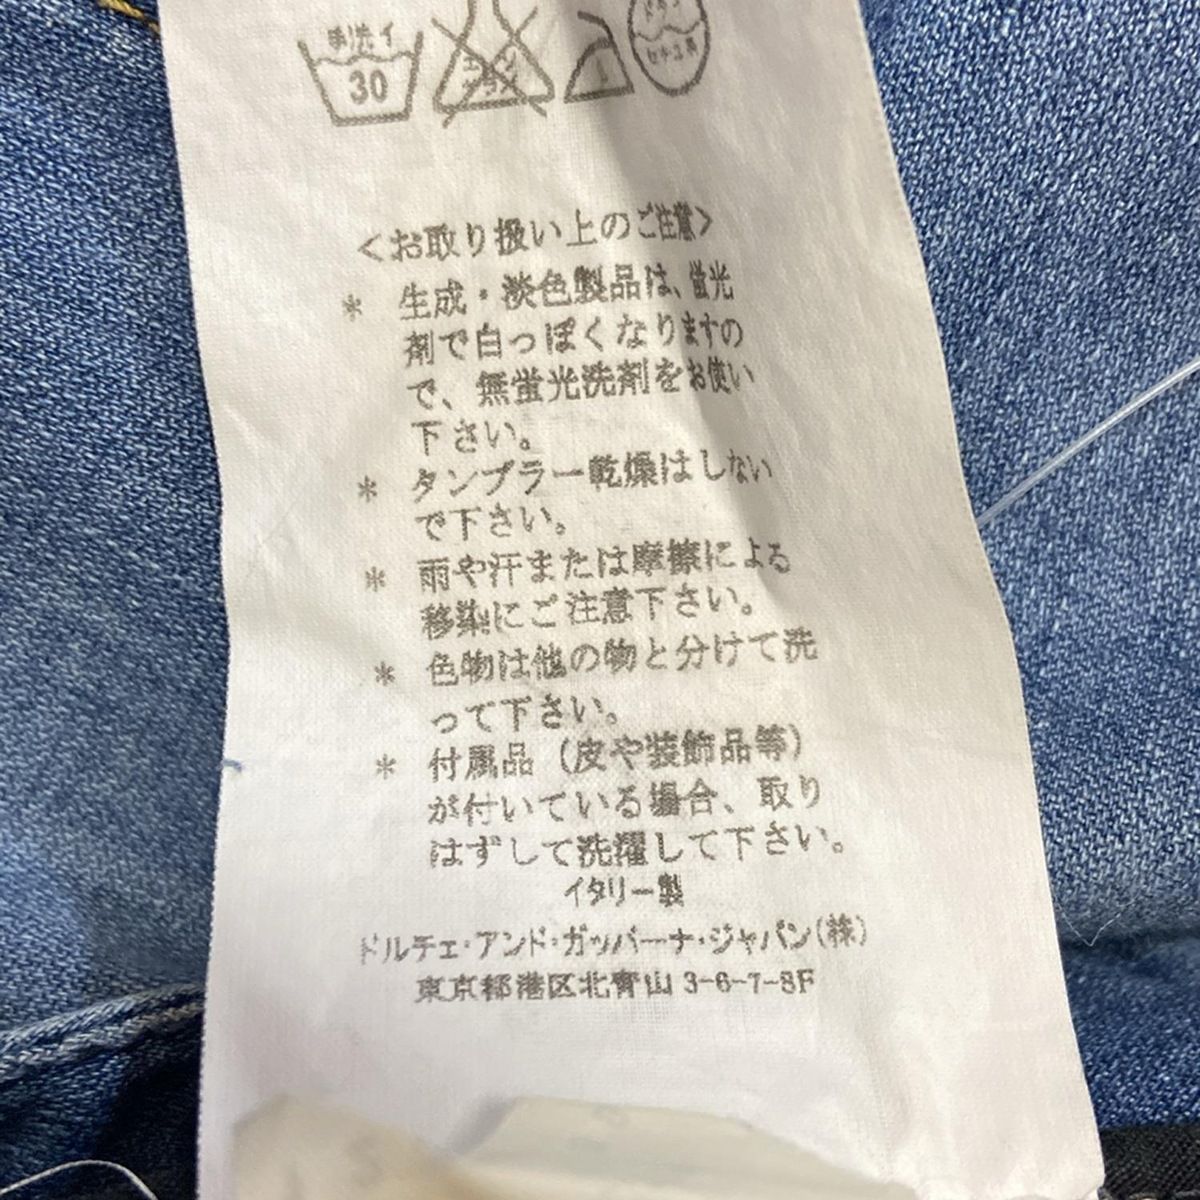 手洗イ
30
ドライ
セキユ系
<お取り扱い上のご注意>
* 生成・淡色製品は、蛍光
剤で白っぽくなりますの
で、無蛍光洗剤をお使い
下さい。
* タンブラー乾燥はしない
で下さい。
* 雨や汗または摩擦による
移染にご注意下さい。
* 色物は他の物と分けて洗
って下さい。
* 付属品（皮や装飾品等）
が付いている場合、取り
はずして洗濯して下さい。
イタリー製
ドルチェ・アンド・ガッバーナ・ジャパン(株)
東京都港区北青山 3-6-7-8F